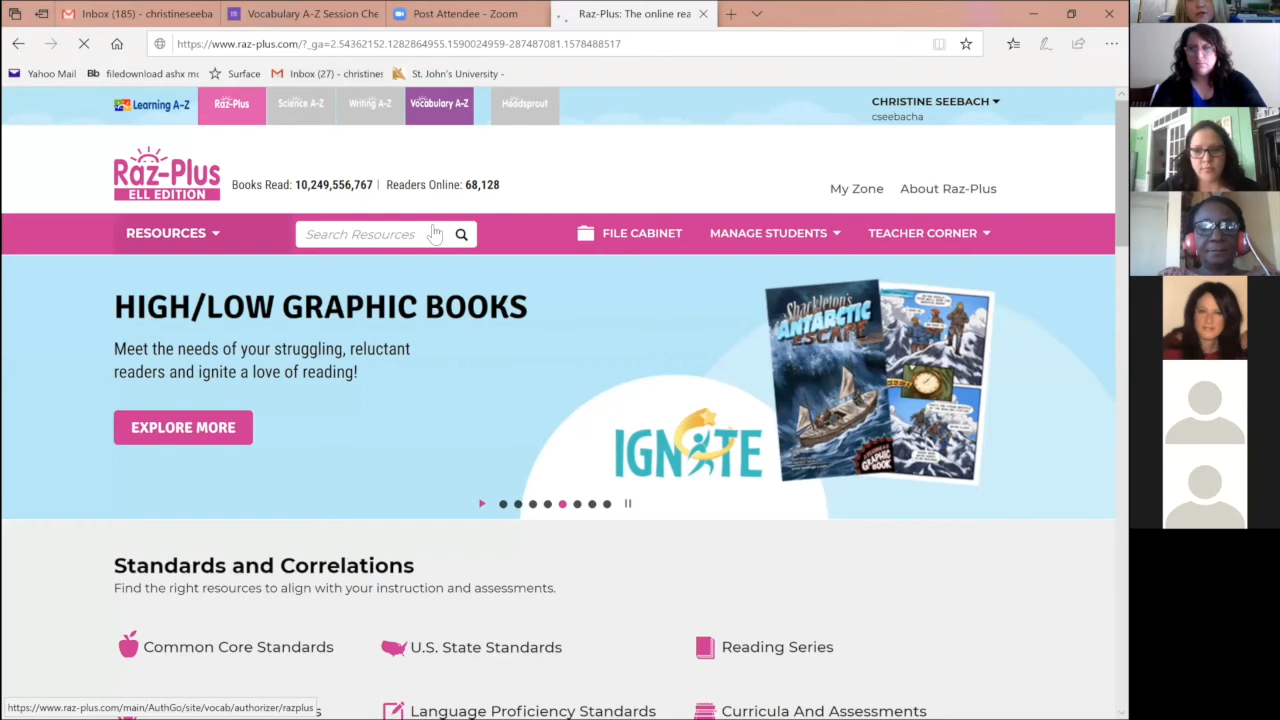 Inbox (185) - christineseeba
Vocabulary A-Z Session Che
Post Attendee - Zoom
Raz-Plus: The online rea
https://www.raz-plus.com/?_ga=2.54362152.1282864955.1590024959-287487081.1578488517
Yahoo Mail
Bb filedownload ashx mo
Surface
Inbox (27) - christines
St. John's University -
Learning A-Z
Raz-Plus
Science A-Z
Writing A-Z
Vocabulary A-Z
Headsprout
CHRISTINE SEEBACH
cseebacha
Raz-Plus
ELL EDITION
Books Read: 10,249,556,767 | Readers Online: 68,128
My Zone
About Raz-Plus
RESOURCES
Search Resources
FILE CABINET
MANAGE STUDENTS
TEACHER CORNER
HIGH/LOW GRAPHIC BOOKS
Meet the needs of your struggling, reluctant
readers and ignite a love of reading!
EXPLORE MORE
IGNITE
Shackleton's
ANTARCTIC
ESCAPE
Standards and Correlations
Find the right resources to align with your instruction and assessments.
Common Core Standards
U.S. State Standards
Reading Series
Language Proficiency Standards
Curricula And Assessments
https://www.raz-plus.com/main/AuthGo/site/vocab/authorizer/razplus